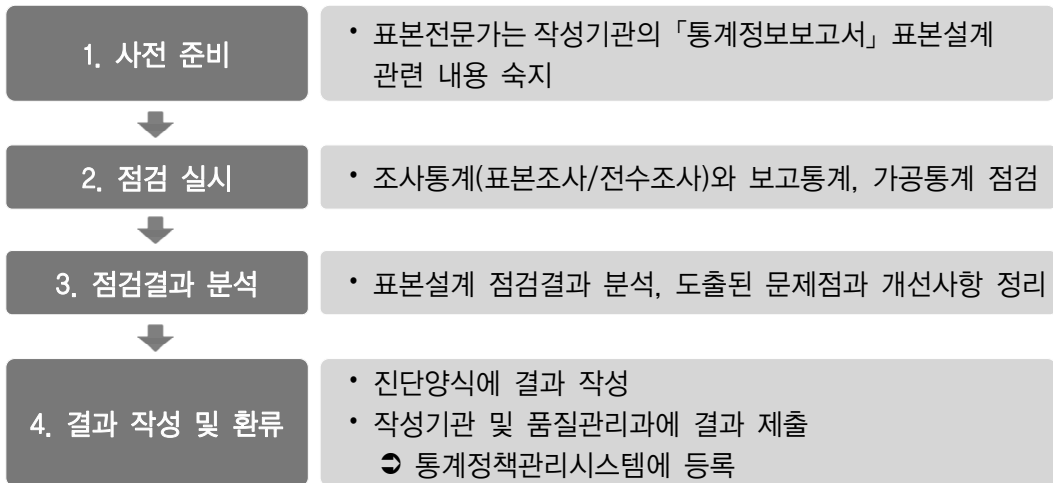 1. 사전 준비
• 표본전문가는 작성기관의「통계정보보고서」표본설계
관련 내용 숙지
2. 점검 실시
• 조사통계(표본조사/전수조사)와 보고통계, 가공통계 점검
3. 점검결과 분석
• 표본설계 점검결과 분석, 도출된 문제점과 개선사항 정리
4. 결과 작성 및 환류
• 진단양식에 결과 작성
• 작성기관 및 품질관리과에 결과 제출
➲ 통계정책관리시스템에 등록